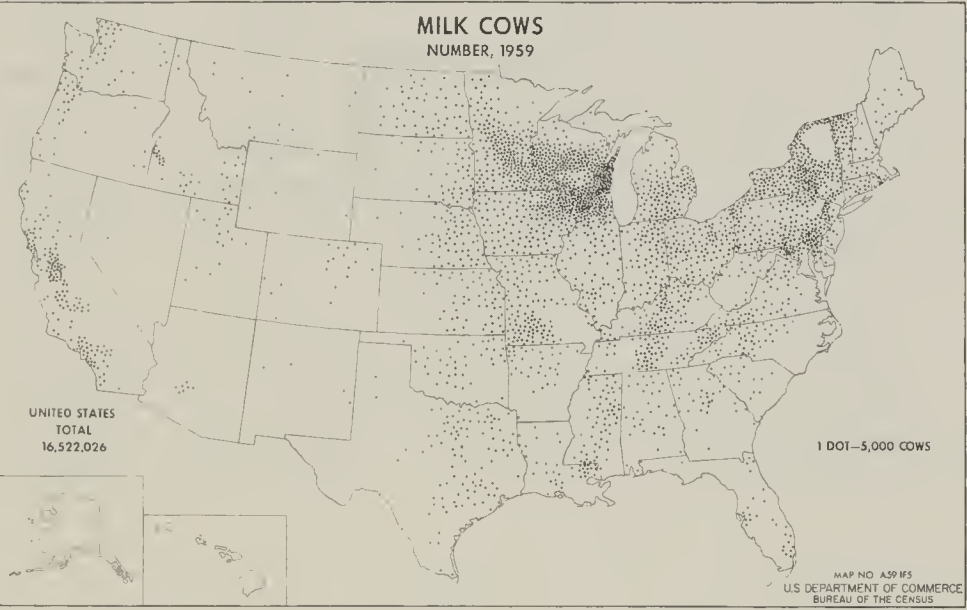 MILK COWS
NUMBER, 1959
UNITED STATES
TOTAL
16,522,026
1 DOT—5,000 COWS
MAP NO A59 IF5
U.S DEPARTMENT OF COMMERCE
BUREAU OF THE CENSUS